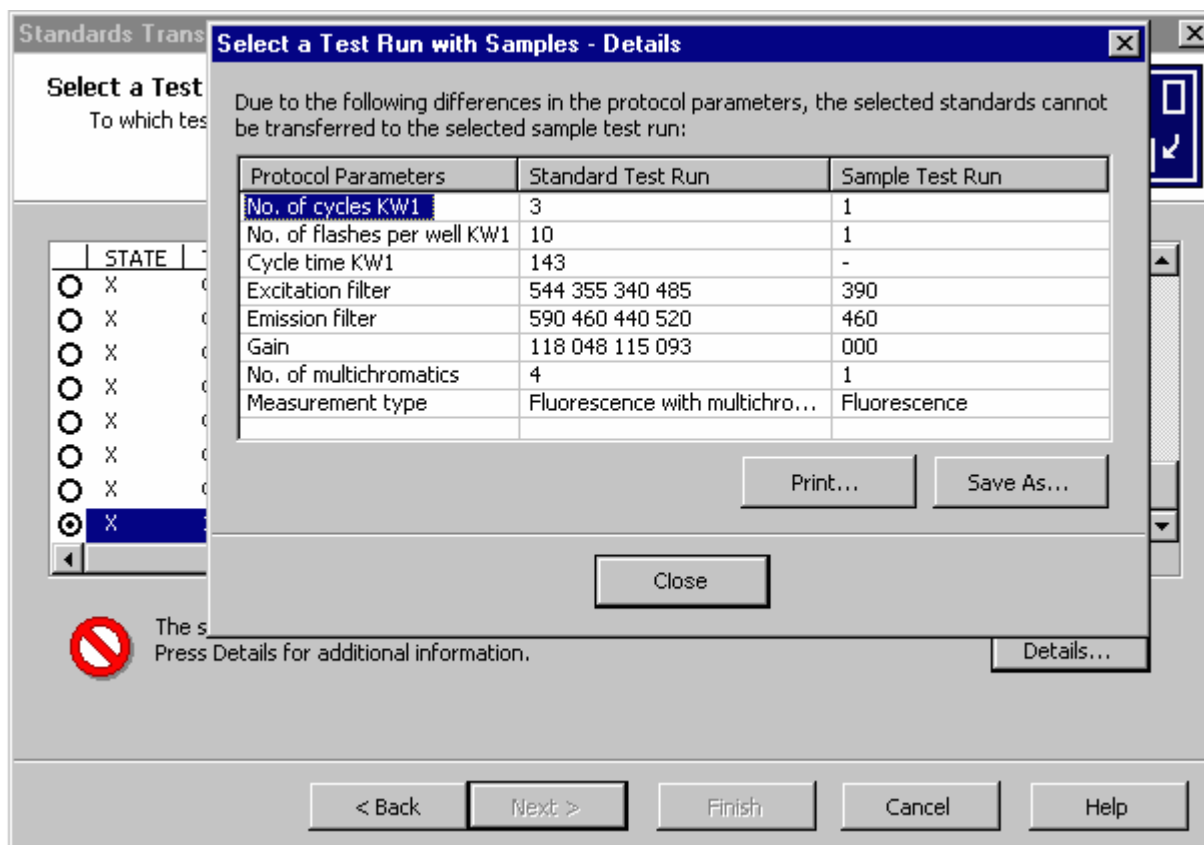 Standards Trans
Select a Test Run with Samples - Details
Select a Test
To which tes
Due to the following differences in the protocol parameters, the selected standards cannot
be transferred to the selected sample test run:
Protocol Parameters Standard Test Run Sample Test Run
No. of cycles KW1 3 1
No. of flashes per well KW1 10 1
Cycle time KW1 143 -
Excitation filter 544 355 340 485 390
Emission filter 590 460 440 520 460
Gain 118 048 115 093 000
No. of multichromatics 4 1
Measurement type Fluorescence with multichro... Fluorescence
STATE
X
X
X
X
X
X
X
X
Print... Save As...
Close
The s
Press Details for additional information.
Details...
< Back Next > Finish Cancel Help